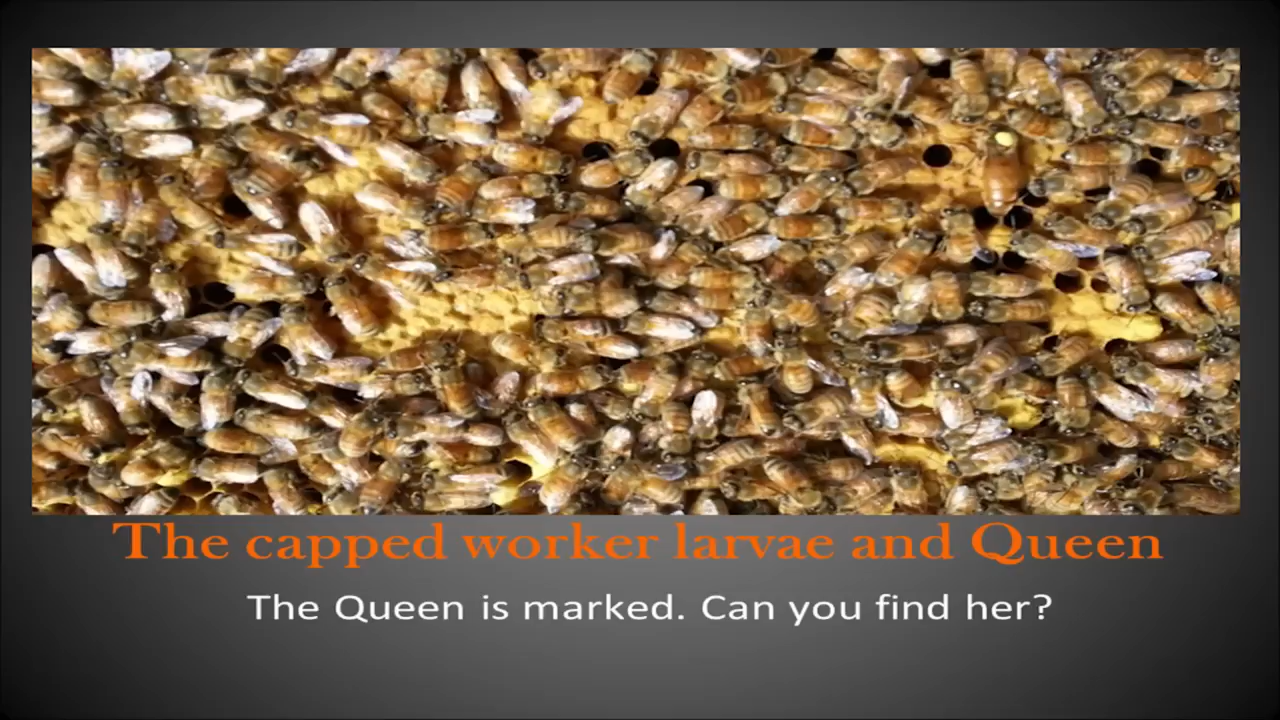 The capped worker larvae and Queen
The Queen is marked. Can you find her?